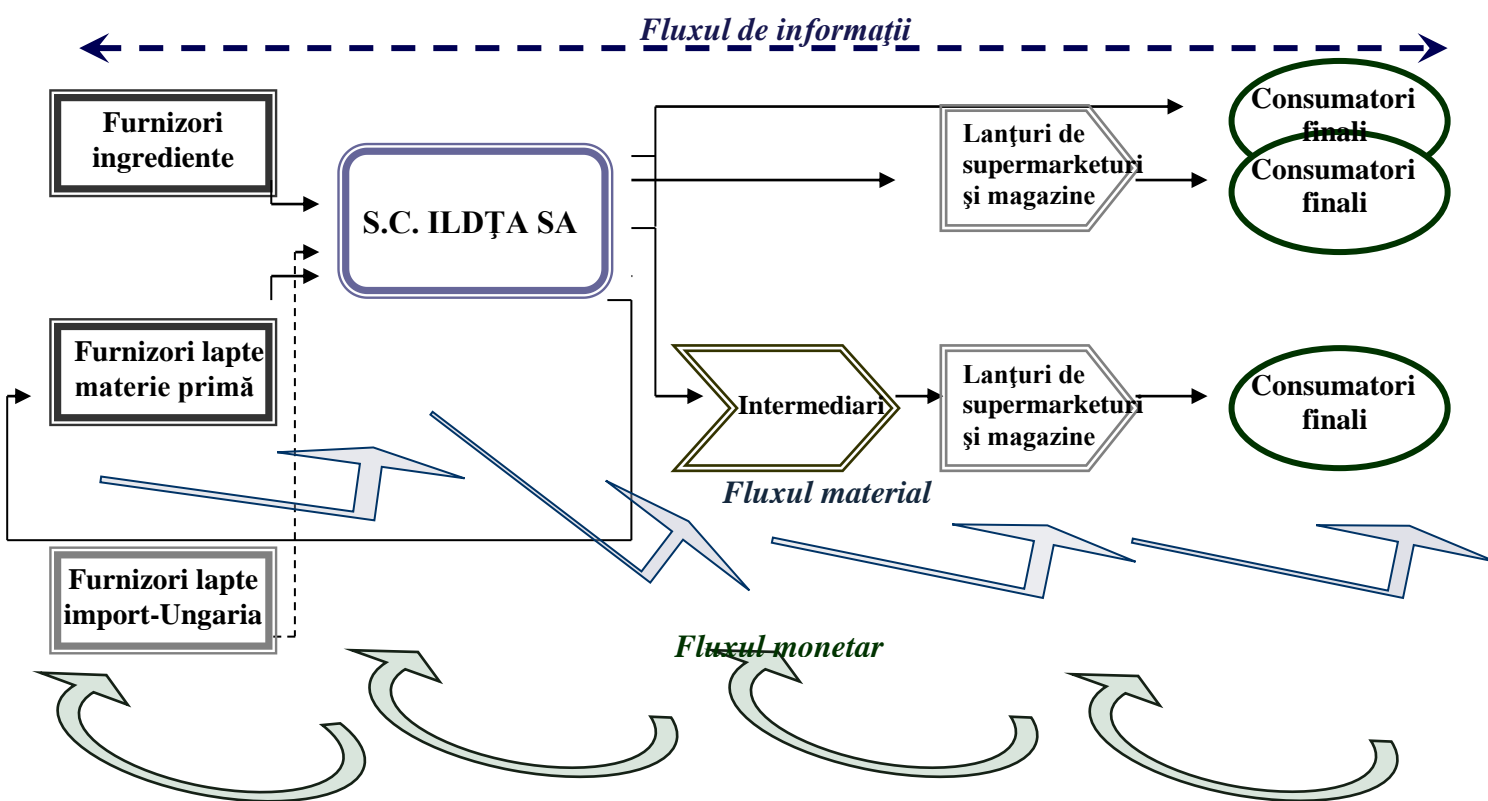 Fluxul de informaţii
Furnizori
ingrediente
S.C. ILDŢA SA
Lanţuri de
supermarketuri
şi magazine
Consumatori
finali
Consumatori
finali
Furnizori lapte
materie primă
Intermediari
Lanţuri de
supermarketuri
şi magazine
Consumatori
finali
Fluxul material
Furnizori lapte
import-Ungaria
Fluxul monetar